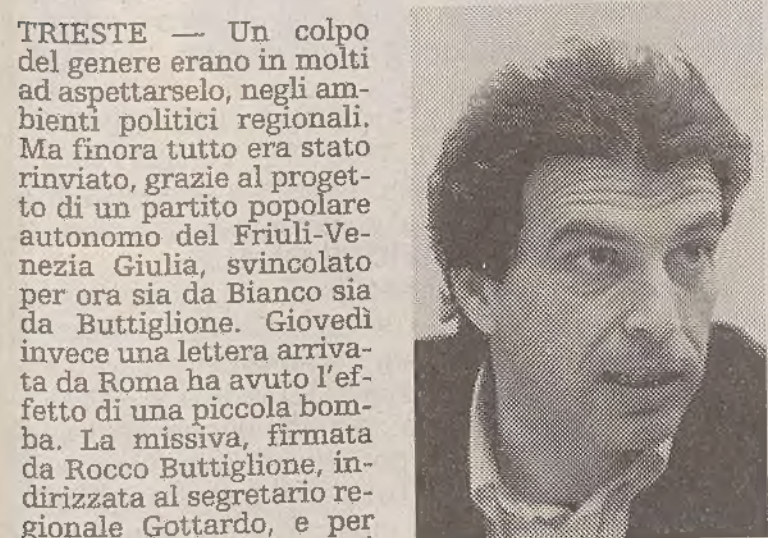 TRIESTE — Un colpo
del genere erano in molti
ad aspettarselo, negli am-
bienti politici regionali.
Ma finora tutto era stato
rinviato, grazie al proget-
to di un partito popolare
autonomo del Friuli-Ve-
nezia Giulia, svincolato
per ora sia da Bianco sia
da Buttiglione. Giovedì
invece una lettera arriva-
ta da Roma ha avuto l'ef-
fetto di una piccola bom-
ba. La missiva, firmata
da Rocco Buttiglione, in-
dirizzata al segretario re-
gionale Gottardo, e per